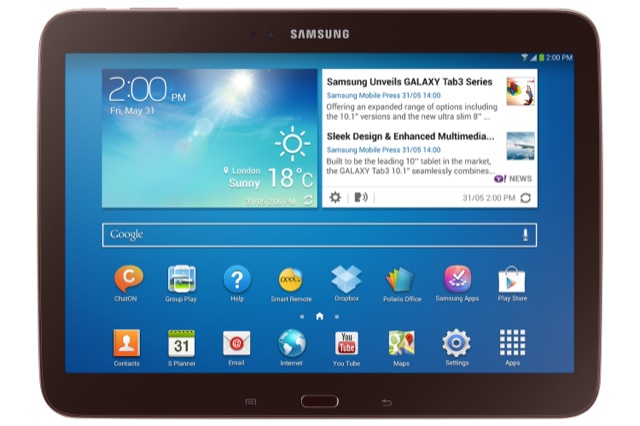 SAMSUNG
2:00 PM
2:00 PM
Fri, May 31
London
Sunny 18°C
31/05 2:00 PM
Samsung Unveils GALAXY Tab3 Series
Samsung Mobile Press 31/05 14:00
Offering an expanded range of options including
the 10.1" versions and the new ultra slim 8" ...
Sleek Design & Enhanced Multimedia...
Samsung Mobile Press 31/05 14:00
Built to be the leading 10" tablet in the market,
the GALAXY Tab3 10.1" seamlessly combines...
Y! NEWS
31/05 2:00 PM
Google
ChatON Group Play Help Smart Remote Dropbox Polaris Office Samsung Apps Play Store
31
You
Tube
Contacts S Planner Email Internet You Tube Maps Settings Apps